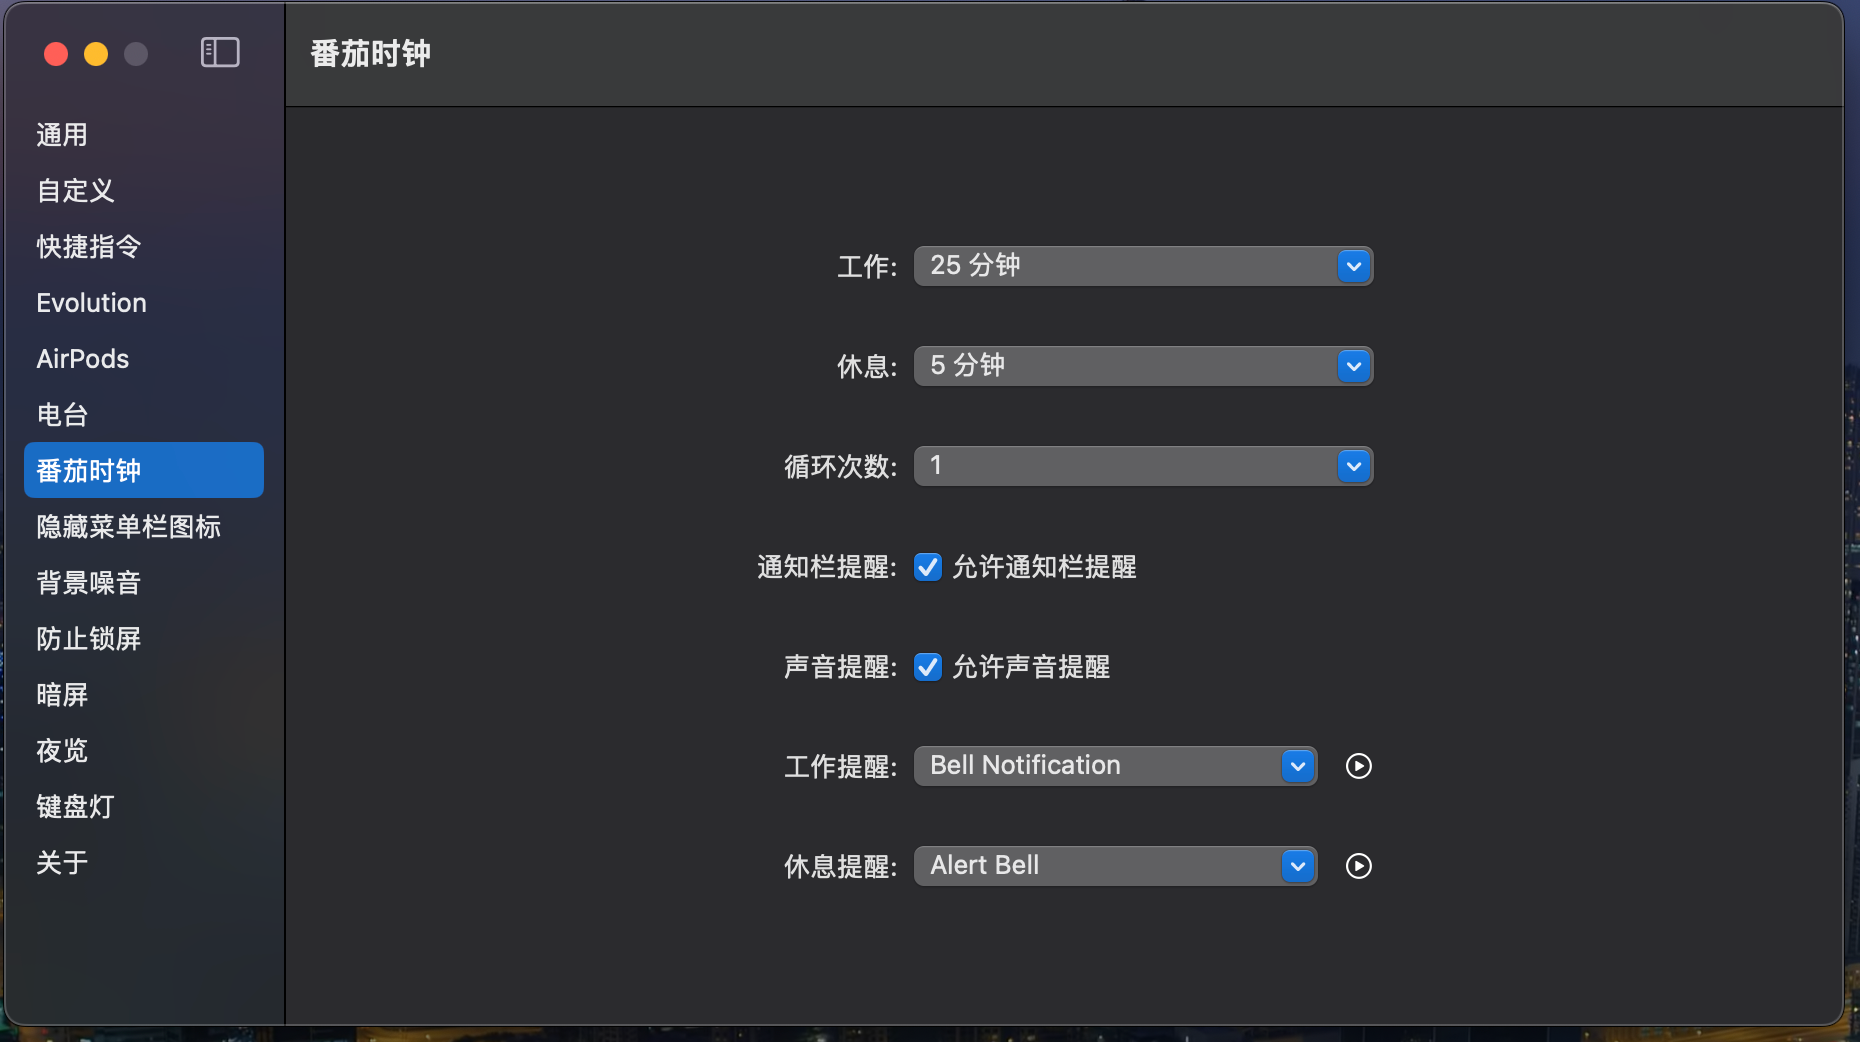 番茄时钟
通用
自定义
快捷指令
Evolution
AirPods
电台
番茄时钟
隐藏菜单栏图标
背景噪音
防止锁屏
暗屏
夜览
键盘灯
关于
工作: 25 分钟
休息: 5 分钟
循环次数: 1
通知栏提醒: 允许通知栏提醒
声音提醒: 允许声音提醒
工作提醒: Bell Notification
休息提醒: Alert Bell